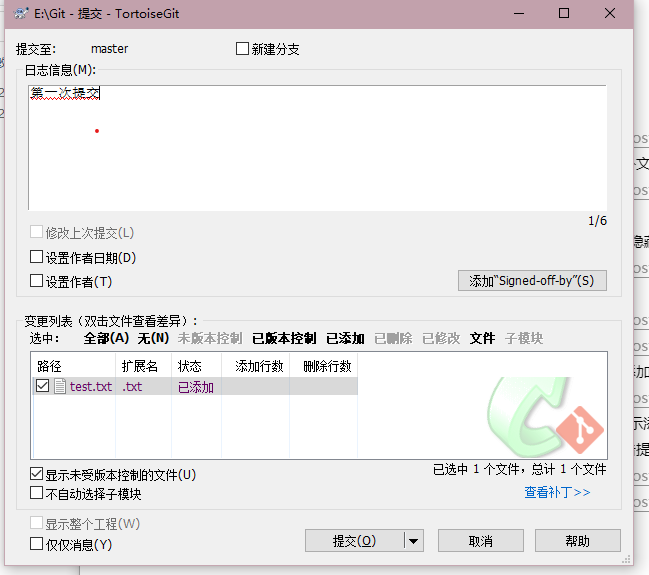 E:\Git - 提交 - TortoiseGit
提交至: master 新建分支
日志信息(M):
第一次提交
1/6
修改上次提交(L)
设置作者日期(D)
设置作者(T) 添加"Signed-off-by"(S)
变更列表（双击文件查看差异）:
选中: 全部(A) 无(N) 未版本控制 已版本控制 已添加 已删除 已修改 文件 子模块
路径 扩展名 状态 添加行数 删除行数
test.txt .txt 已添加
已选中 1 个文件，总计 1 个文件
显示未受版本控制的文件(U)
不自动选择子模块
查看补丁>>
显示整个工程(W)
仅仅消息(Y) 提交(O) 取消 帮助